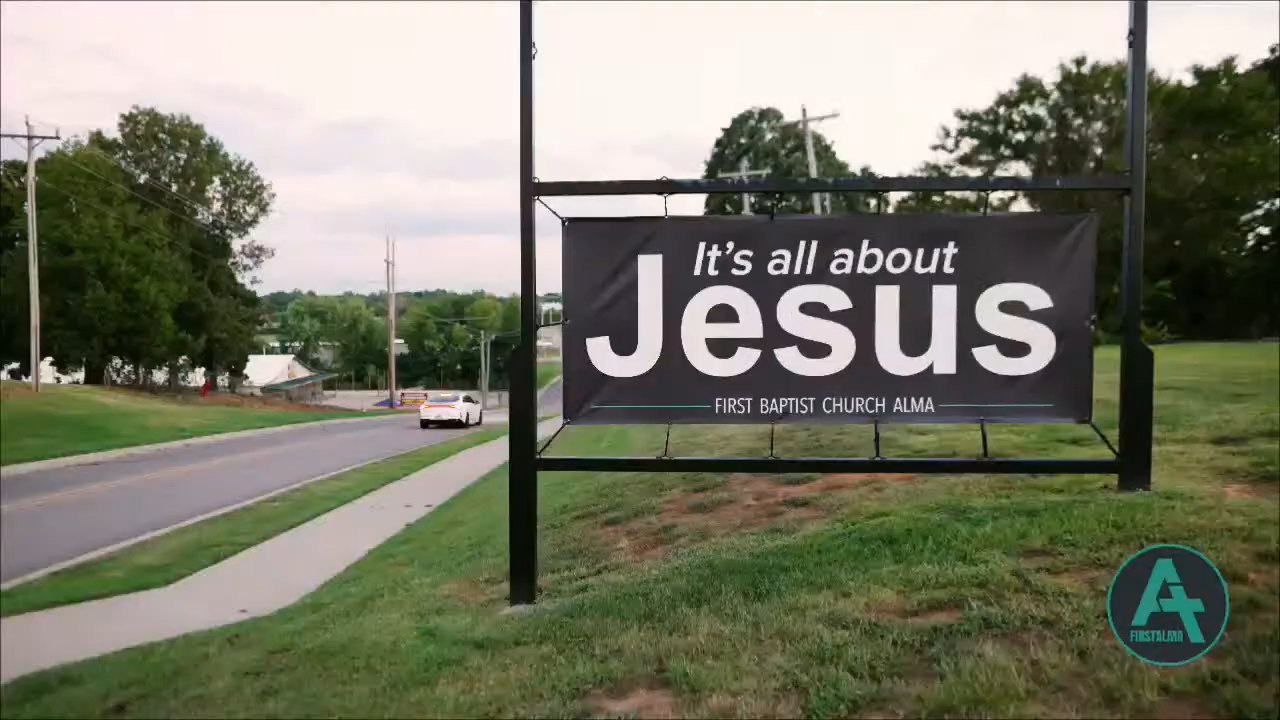 It's all about
Jesus
FIRST BAPTIST CHURCH ALMA
A
FIRSTALMA